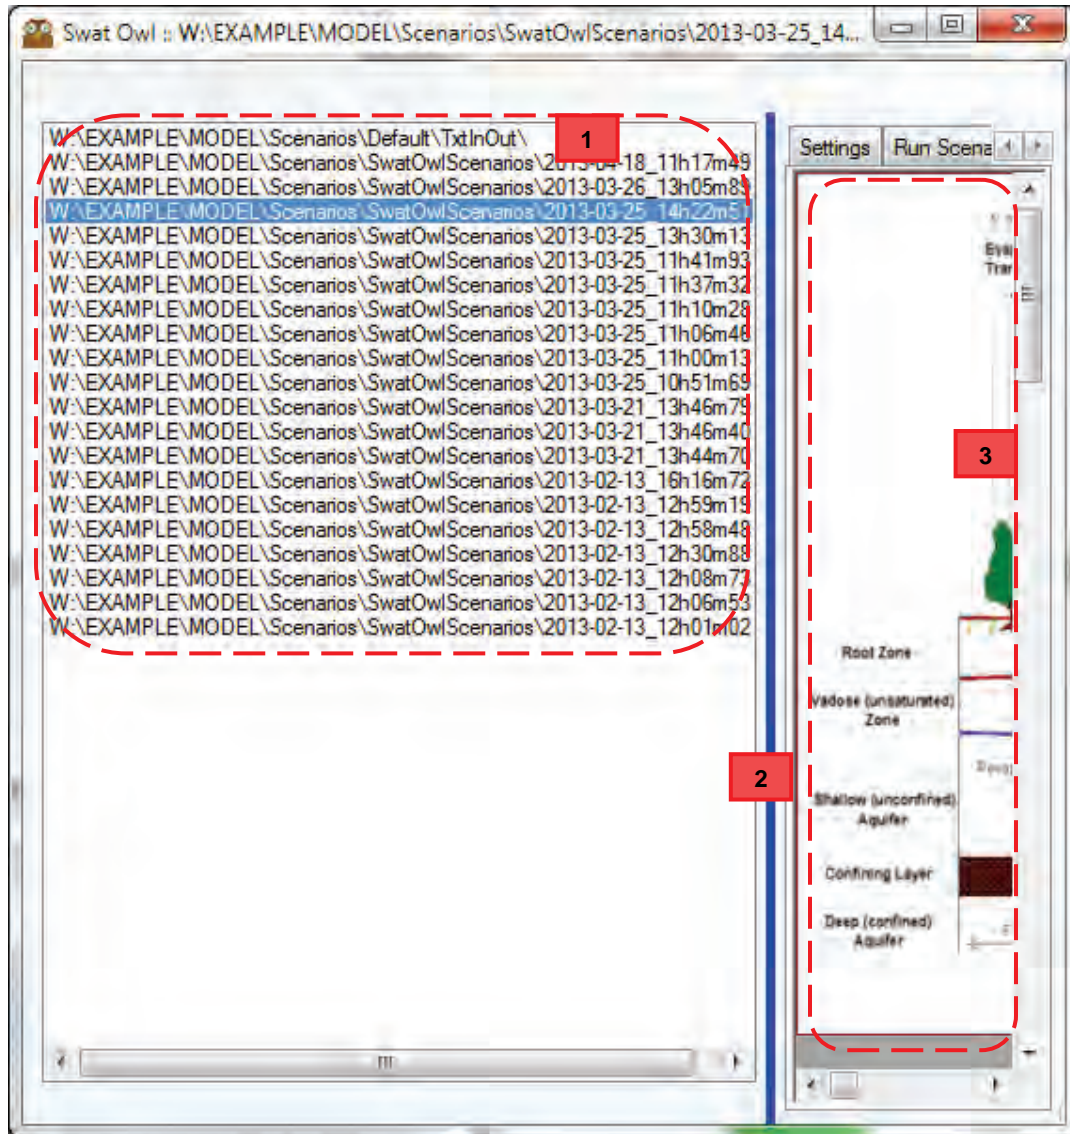 Swat Owl :: W:\EXAMPLE\MODEL\Scenarios\SwatOwlScenarios\2013-03-25_14...
W:\EXAMPLE\MODEL\Scenarios\Default\TxtInOut\
1
W:\EXAMPLE\MODEL\Scenarios\SwatOwlScenarios\2013-04-18_11h17m49
W:\EXAMPLE\MODEL\Scenarios\SwatOwlScenarios\2013-03-26_13h05m89
W:\EXAMPLE\MODEL\Scenarios\SwatOwlScenarios\2013-03-25_14h22m51
W:\EXAMPLE\MODEL\Scenarios\SwatOwlScenarios\2013-03-25_13h30m13
W:\EXAMPLE\MODEL\Scenarios\SwatOwlScenarios\2013-03-25_11h41m93
W:\EXAMPLE\MODEL\Scenarios\SwatOwlScenarios\2013-03-25_11h37m32
W:\EXAMPLE\MODEL\Scenarios\SwatOwlScenarios\2013-03-25_11h10m28
W:\EXAMPLE\MODEL\Scenarios\SwatOwlScenarios\2013-03-25_11h06m46
W:\EXAMPLE\MODEL\Scenarios\SwatOwlScenarios\2013-03-25_11h00m13
W:\EXAMPLE\MODEL\Scenarios\SwatOwlScenarios\2013-03-25_10h51m69
W:\EXAMPLE\MODEL\Scenarios\SwatOwlScenarios\2013-03-21_13h46m79
W:\EXAMPLE\MODEL\Scenarios\SwatOwlScenarios\2013-03-21_13h46m40
W:\EXAMPLE\MODEL\Scenarios\SwatOwlScenarios\2013-03-21_13h44m70
W:\EXAMPLE\MODEL\Scenarios\SwatOwlScenarios\2013-02-13_16h16m72
W:\EXAMPLE\MODEL\Scenarios\SwatOwlScenarios\2013-02-13_12h59m19
W:\EXAMPLE\MODEL\Scenarios\SwatOwlScenarios\2013-02-13_12h58m48
W:\EXAMPLE\MODEL\Scenarios\SwatOwlScenarios\2013-02-13_12h30m88
W:\EXAMPLE\MODEL\Scenarios\SwatOwlScenarios\2013-02-13_12h08m73
W:\EXAMPLE\MODEL\Scenarios\SwatOwlScenarios\2013-02-13_12h06m53
W:\EXAMPLE\MODEL\Scenarios\SwatOwlScenarios\2013-02-13_12h01m02
2
Settings
Run Scena
Eva
Tran
3
Root Zone
Vadose (unsaturated)
Zone
Shallow (unconfined)
Aquifer
Confining Layer
Deep (confined)
Aquifer